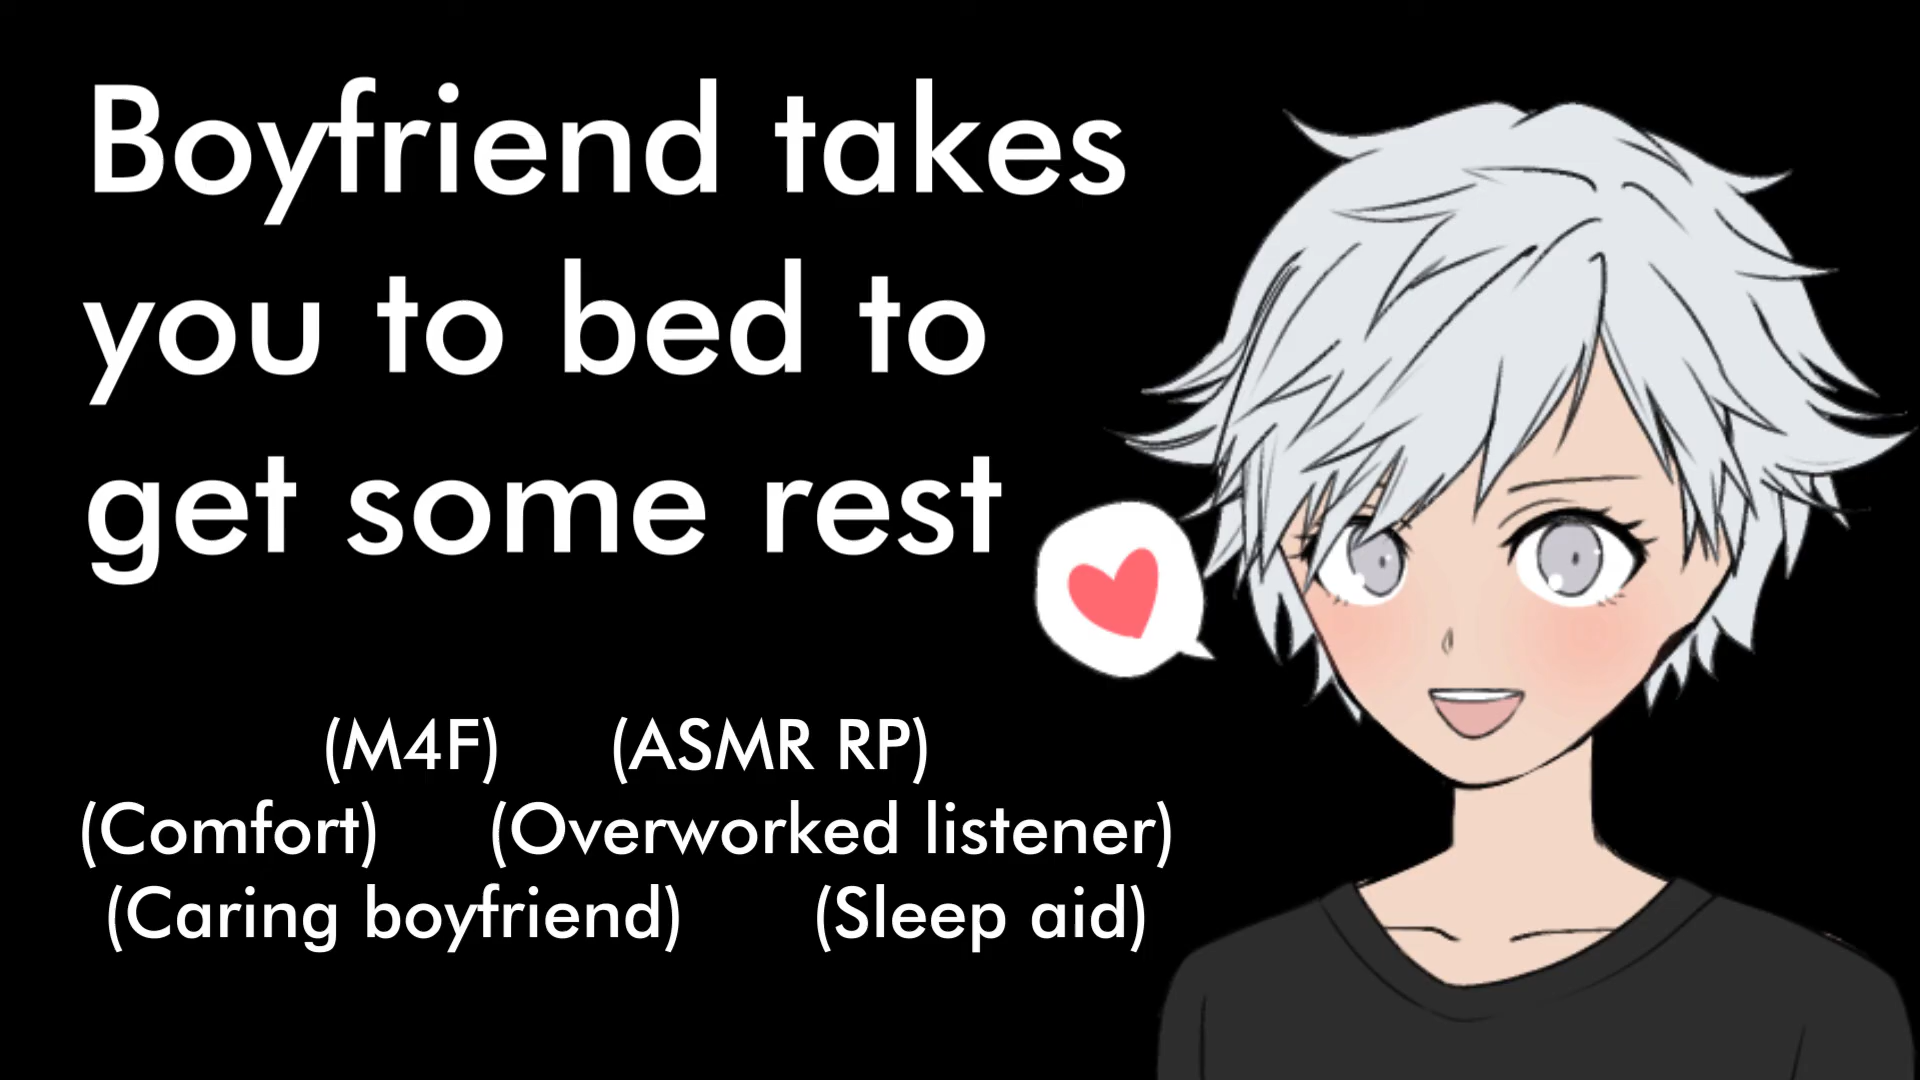 Boyfriend takes
you to bed to
get some rest
(M4F) (ASMR RP)
(Comfort) (Overworked listener)
(Caring boyfriend) (Sleep aid)